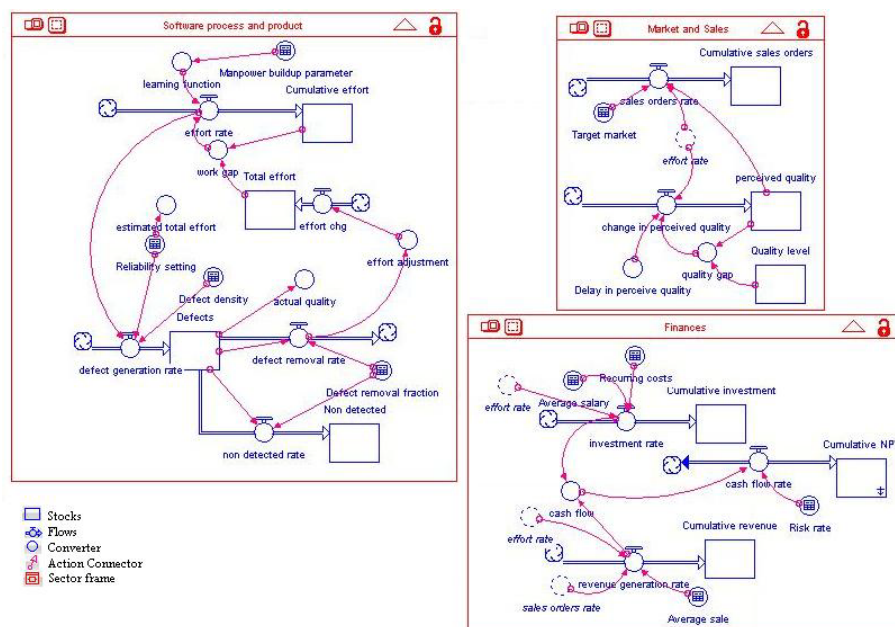 Software process and product
Manpower buildup parameter
learning function
Cumulative effort
effort rate
work gap
Total effort
estimated total effort
effort chg
Reliability setting
effort adjustment
Defect density
actual quality
Defects
defect generation rate
defect removal rate
Defect removal fraction
Non detected
non detected rate
Stocks
Flows
Converter
Action Connector
Sector frame
Market and Sales
Cumulative sales orders
sales orders rate
Target market
effort rate
perceived quality
change in perceived quality
Quality level
quality gap
Delay in perceive quality
Finances
Recurring costs
effort rate
Average salary
Cumulative investment
investment rate
Cumulative NP
cash flow rate
cash flow
Risk rate
effort rate
Cumulative revenue
revenue generation rate
sales orders rate
Average sale